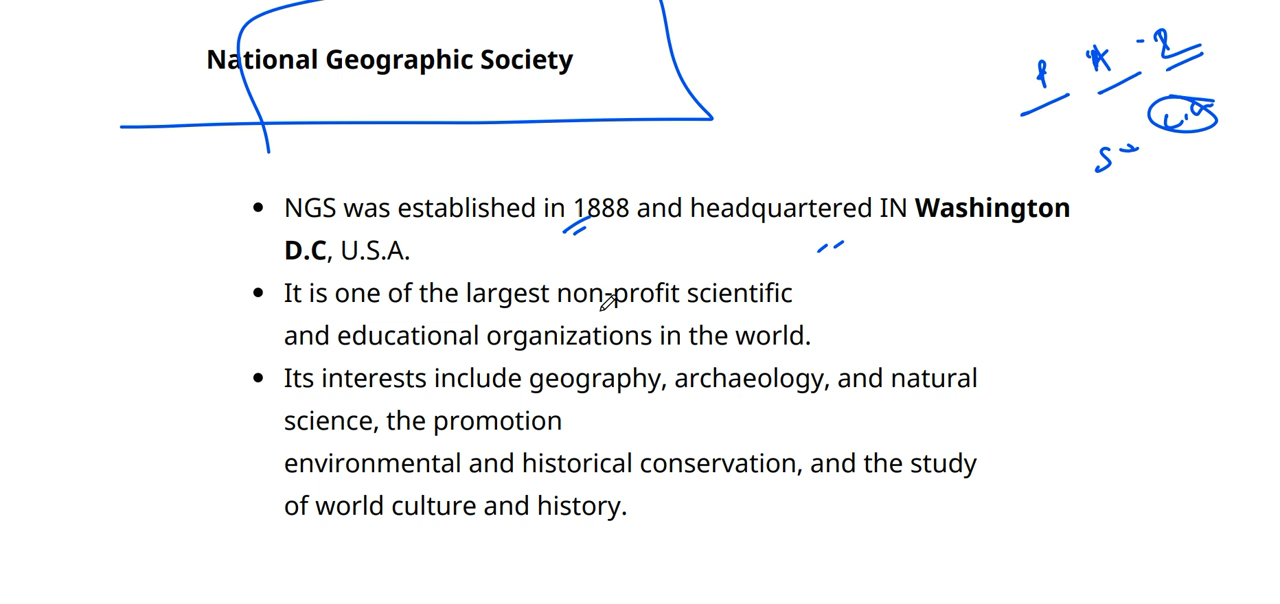 National Geographic Society
NGS was established in 1888 and headquartered IN Washington
D.C, U.S.A.
It is one of the largest non-profit scientific
and educational organizations in the world.
Its interests include geography, archaeology, and natural
science, the promotion
environmental and historical conservation, and the study
of world culture and history.